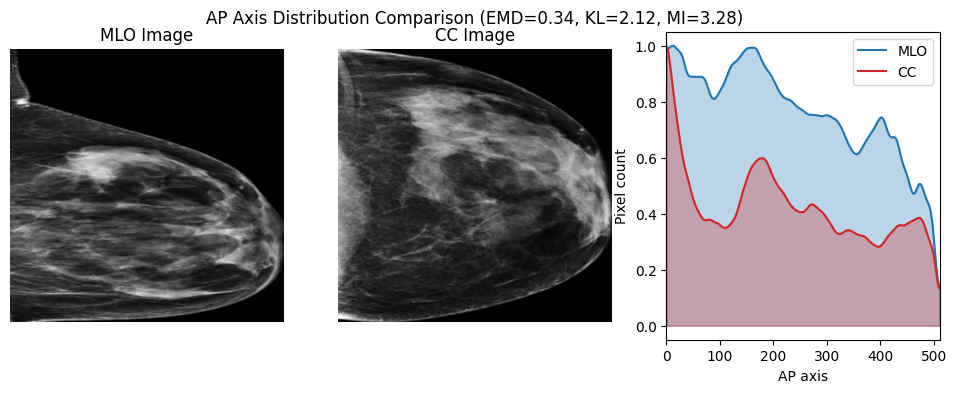 AP Axis Distribution Comparison (EMD=0.34, KL=2.12, MI=3.28)
MLO Image
CC Image
MLO
CC
Pixel count
1.0
0.8
0.6
0.4
0.2
0.0
0 100 200 300 400 500
AP axis